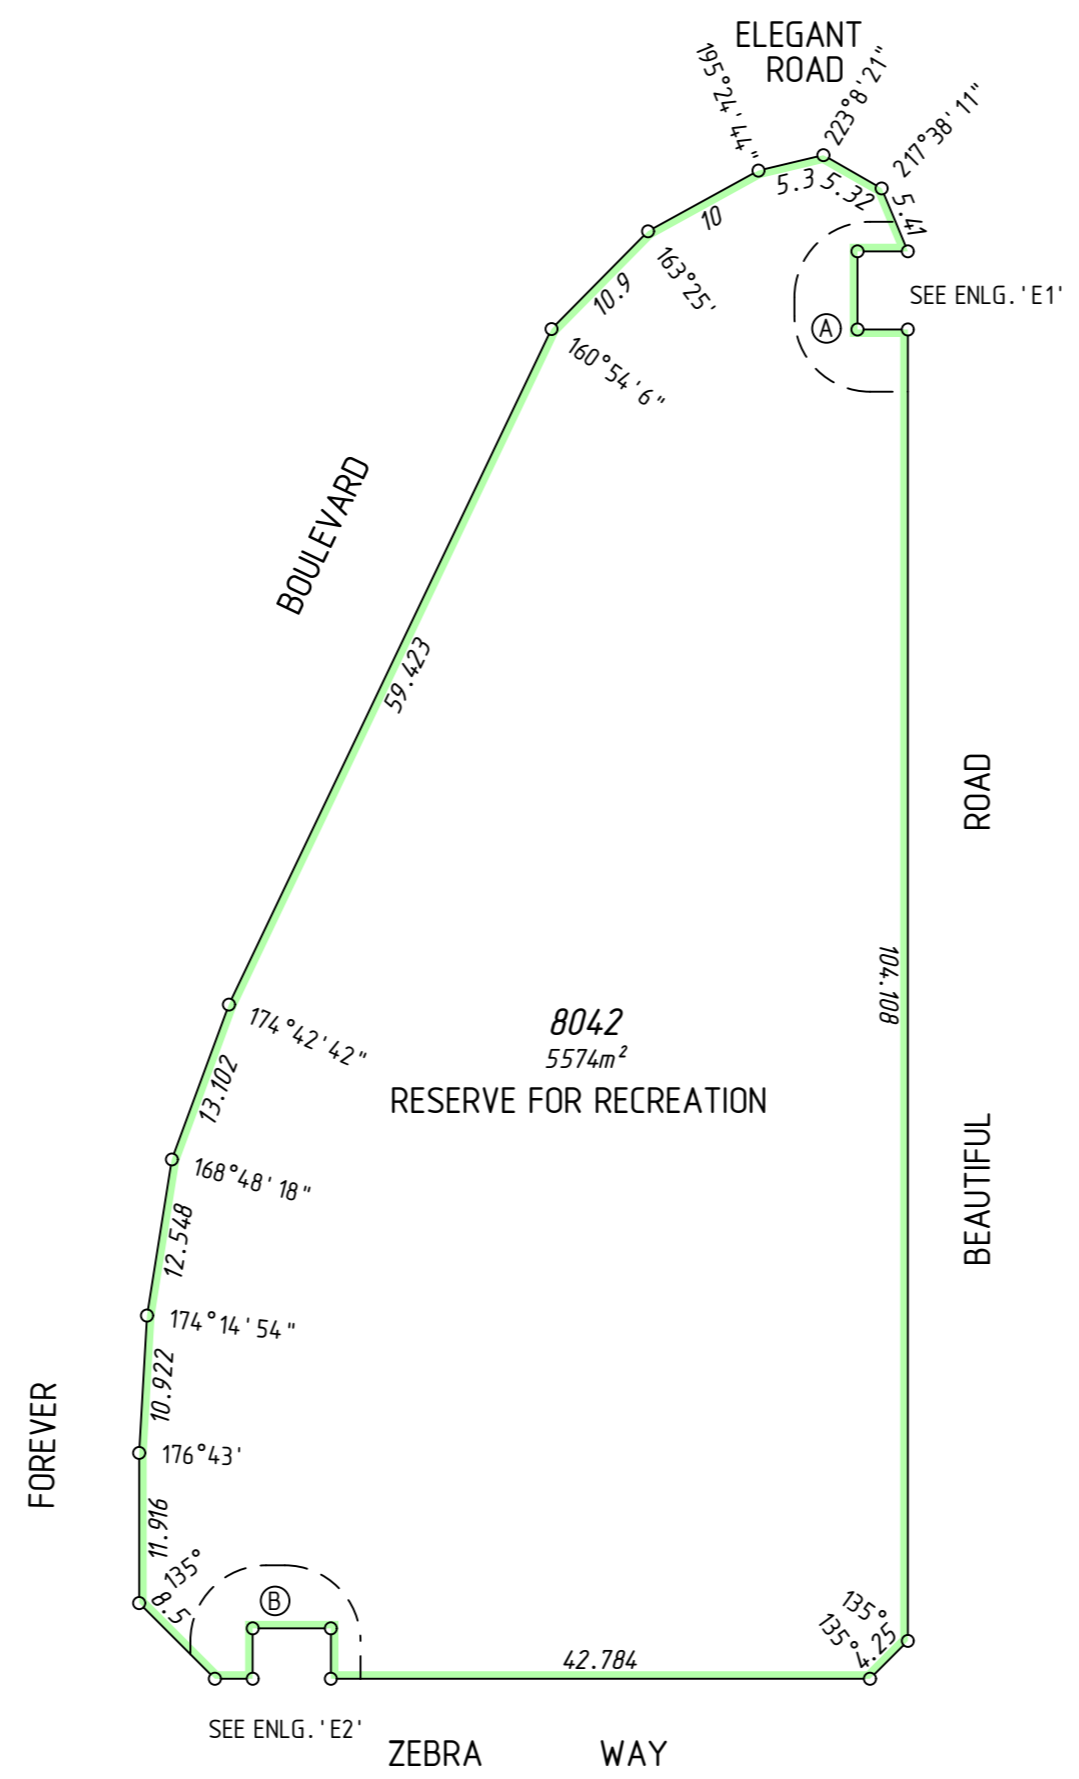 ELEGANT
ROAD
195°24'44"
223°8'21"
217°38'11"
5.3
5.32
5.41
10
163°25'
10.9
SEE ENLG.'E1'
A
160°54'6"
BOULEVARD
59.423
ROAD
104.108
8042
5574m²
RESERVE FOR RECREATION
174°42'42"
13.102
168°48'18"
BEAUTIFUL
12.548
174°14'54"
10.922
FOREVER
176°43'
11.916
135°
8.5
B
135°
135°
4.25
42.784
SEE ENLG.'E2'
ZEBRA WAY